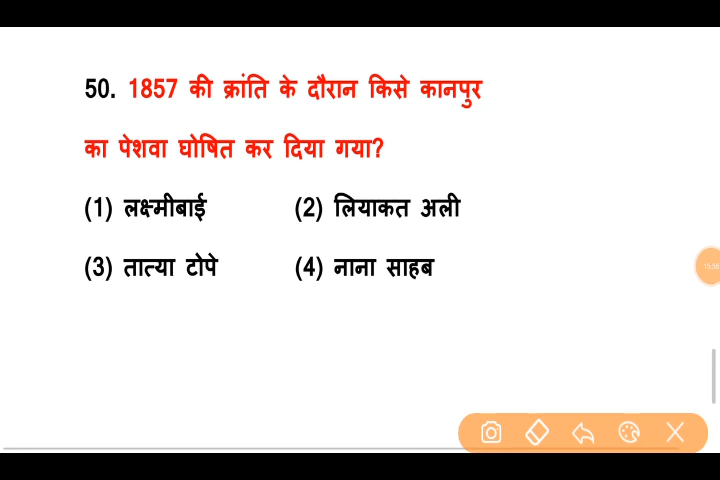 50. 1857 की क्रांति के दौरान किसे कानपुर
का पेशवा घोषित कर दिया गया?
(1) लक्ष्मीबाई (2) लियाकत अली
(3) तात्या टोपे (4) नाना साहब